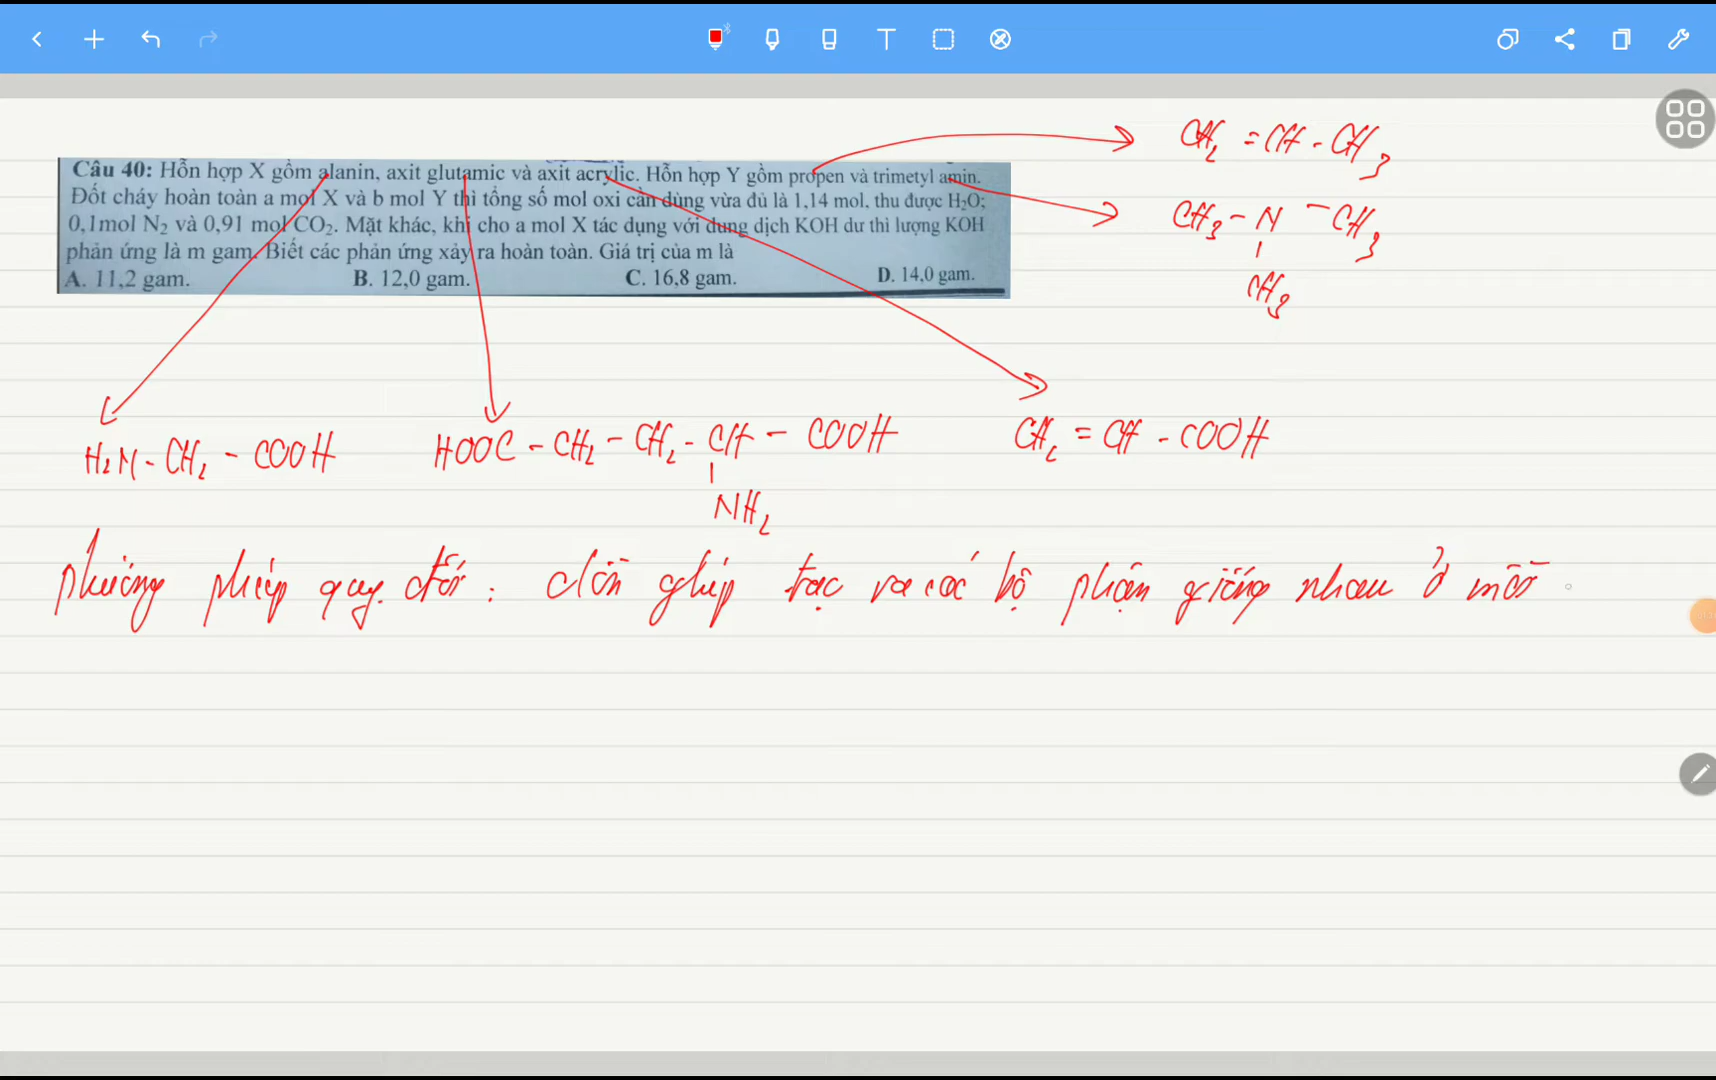 CH₂ = CH - CH₃
Câu 40: Hỗn hợp X gồm alanin, axit glutamic và axit acrylic. Hỗn hợp Y gồm propen và trimetyl amin.
Đốt cháy hoàn toàn a mol X và b mol Y thì tổng số mol oxi cần dùng vừa đủ là 1,14 mol, thu được H₂O;
0,1mol N₂ và 0,91 mol CO₂. Mặt khác, khi cho a mol X tác dụng với dung dịch KOH dư thì lượng KOH
phản ứng là m gam. Biết các phản ứng xảy ra hoàn toàn. Giá trị của m là
A. 11,2 gam. B. 12,0 gam. C. 16,8 gam. D. 14,0 gam.
CH₃ - N - CH₃
CH₃
H₂N - CH₂ - COOH
HOOC - CH₂ - CH₂ - CH - COOH
NH₂
CH₂ = CH - COOH
phương pháp quy đổi : dồn ghép tạc ra các bộ phận giống nhau ở mỗi